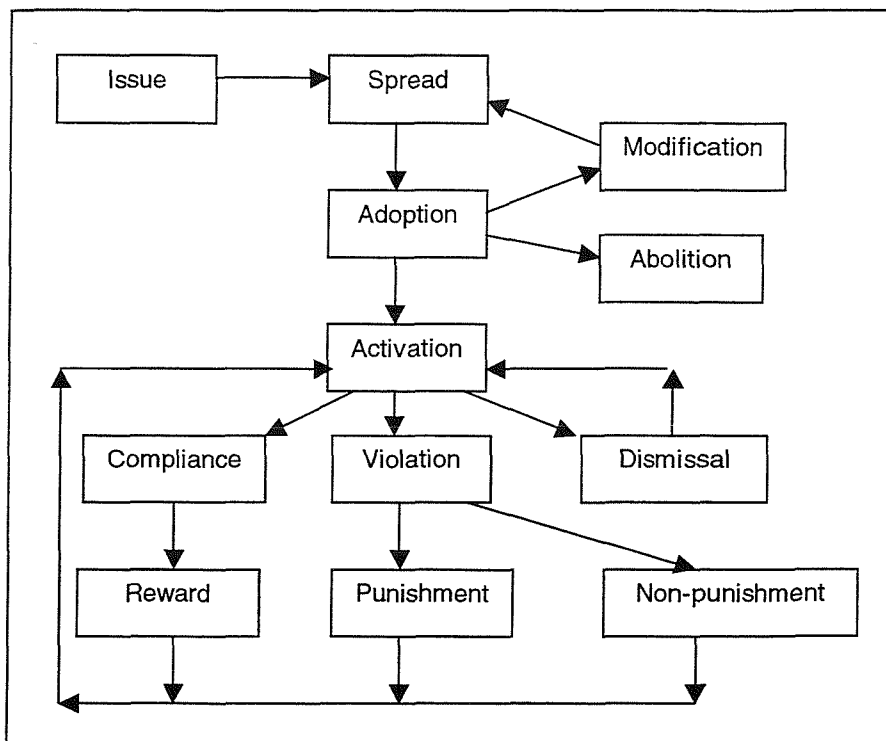 Issue
Spread
Modification
Adoption
Abolition
Activation
Compliance
Violation
Dismissal
Reward
Punishment
Non-punishment